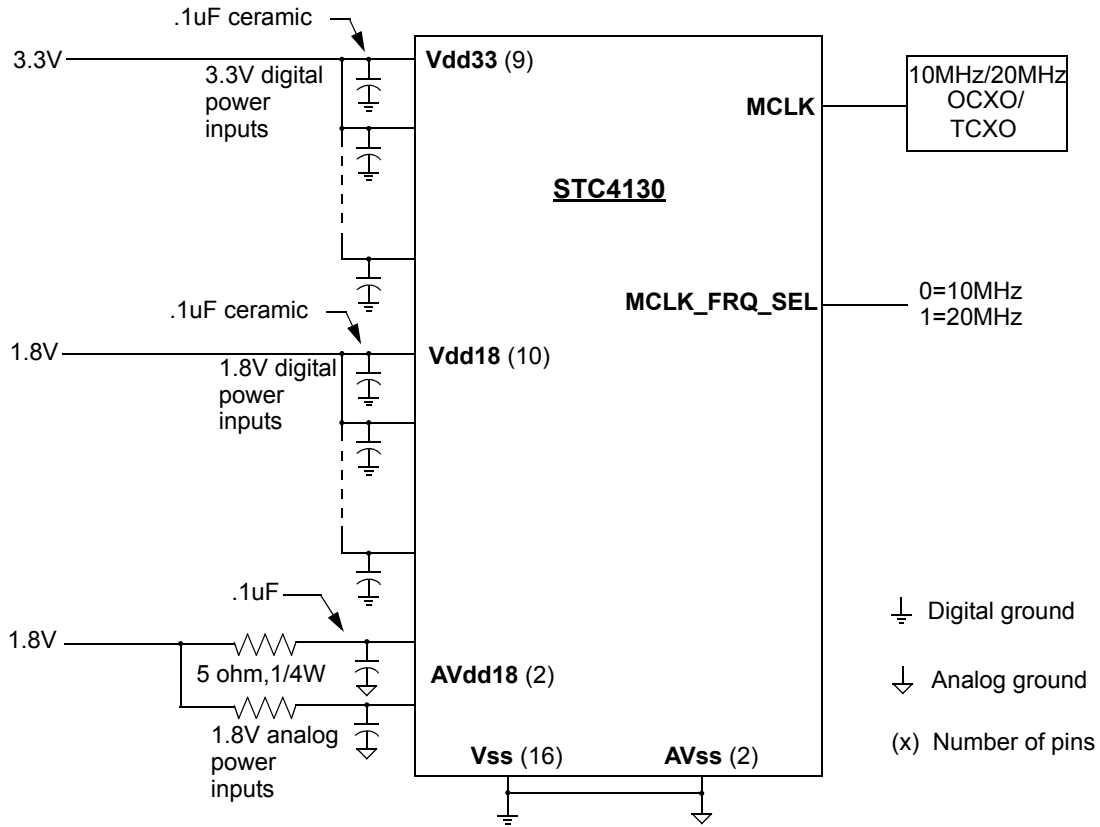 .1uF ceramic
3.3V
Vdd33 (9)
3.3V digital
power
inputs
MCLK
10MHz/20MHz
OCXO/
TCXO
STC4130
.1uF ceramic
MCLK_FRQ_SEL
0=10MHz
1=20MHz
1.8V
Vdd18 (10)
1.8V digital
power
inputs
.1uF
1.8V
5 ohm,1/4W
AVdd18 (2)
1.8V analog
power
inputs
Vss (16)
AVss (2)
Digital ground
Analog ground
(x) Number of pins